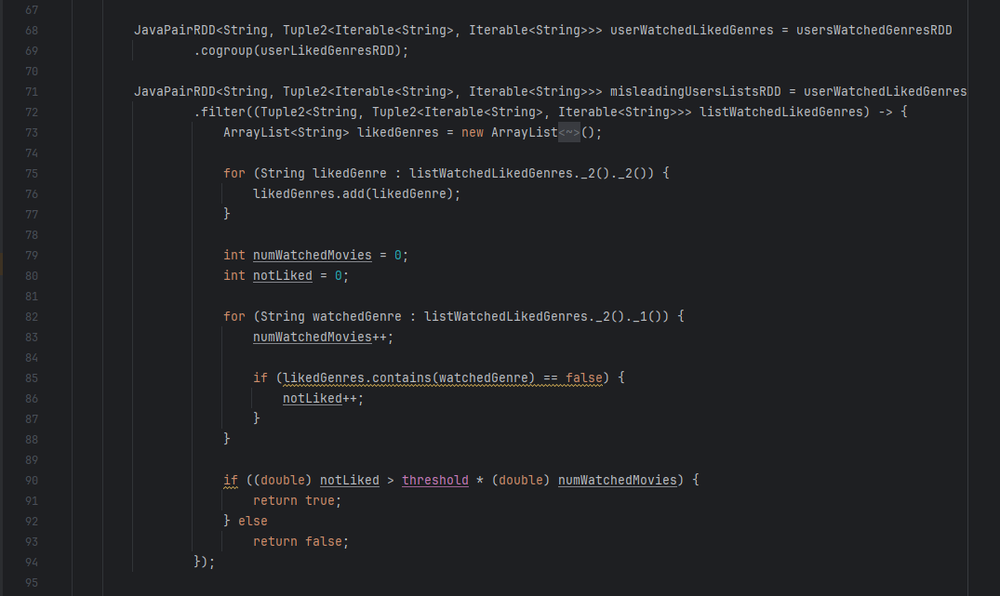 67
68 JavaPairRDD<String, Tuple2<Iterable<String>, Iterable<String>>> userWatchedLikedGenres = usersWatchedGenresRDD
69 .cogroup(userLikedGenresRDD);
70
71 JavaPairRDD<String, Tuple2<Iterable<String>, Iterable<String>>> misleadingUsersListsRDD = userWatchedLikedGenres
72 .filter((Tuple2<String, Tuple2<Iterable<String>, Iterable<String>>> listWatchedLikedGenres) -> {
73 ArrayList<String> likedGenres = new ArrayList<~>();
74
75 for (String likedGenre : listWatchedLikedGenres._2()._2()) {
76 likedGenres.add(likedGenre);
77 }
78
79 int numWatchedMovies = 0;
80 int notLiked = 0;
81
82 for (String watchedGenre : listWatchedLikedGenres._2()._1()) {
83 numWatchedMovies++;
84
85 if (likedGenres.contains(watchedGenre) == false) {
86 notLiked++;
87 }
88 }
89
90 if ((double) notLiked > threshold * (double) numWatchedMovies) {
91 return true;
92 } else
93 return false;
94 });
95